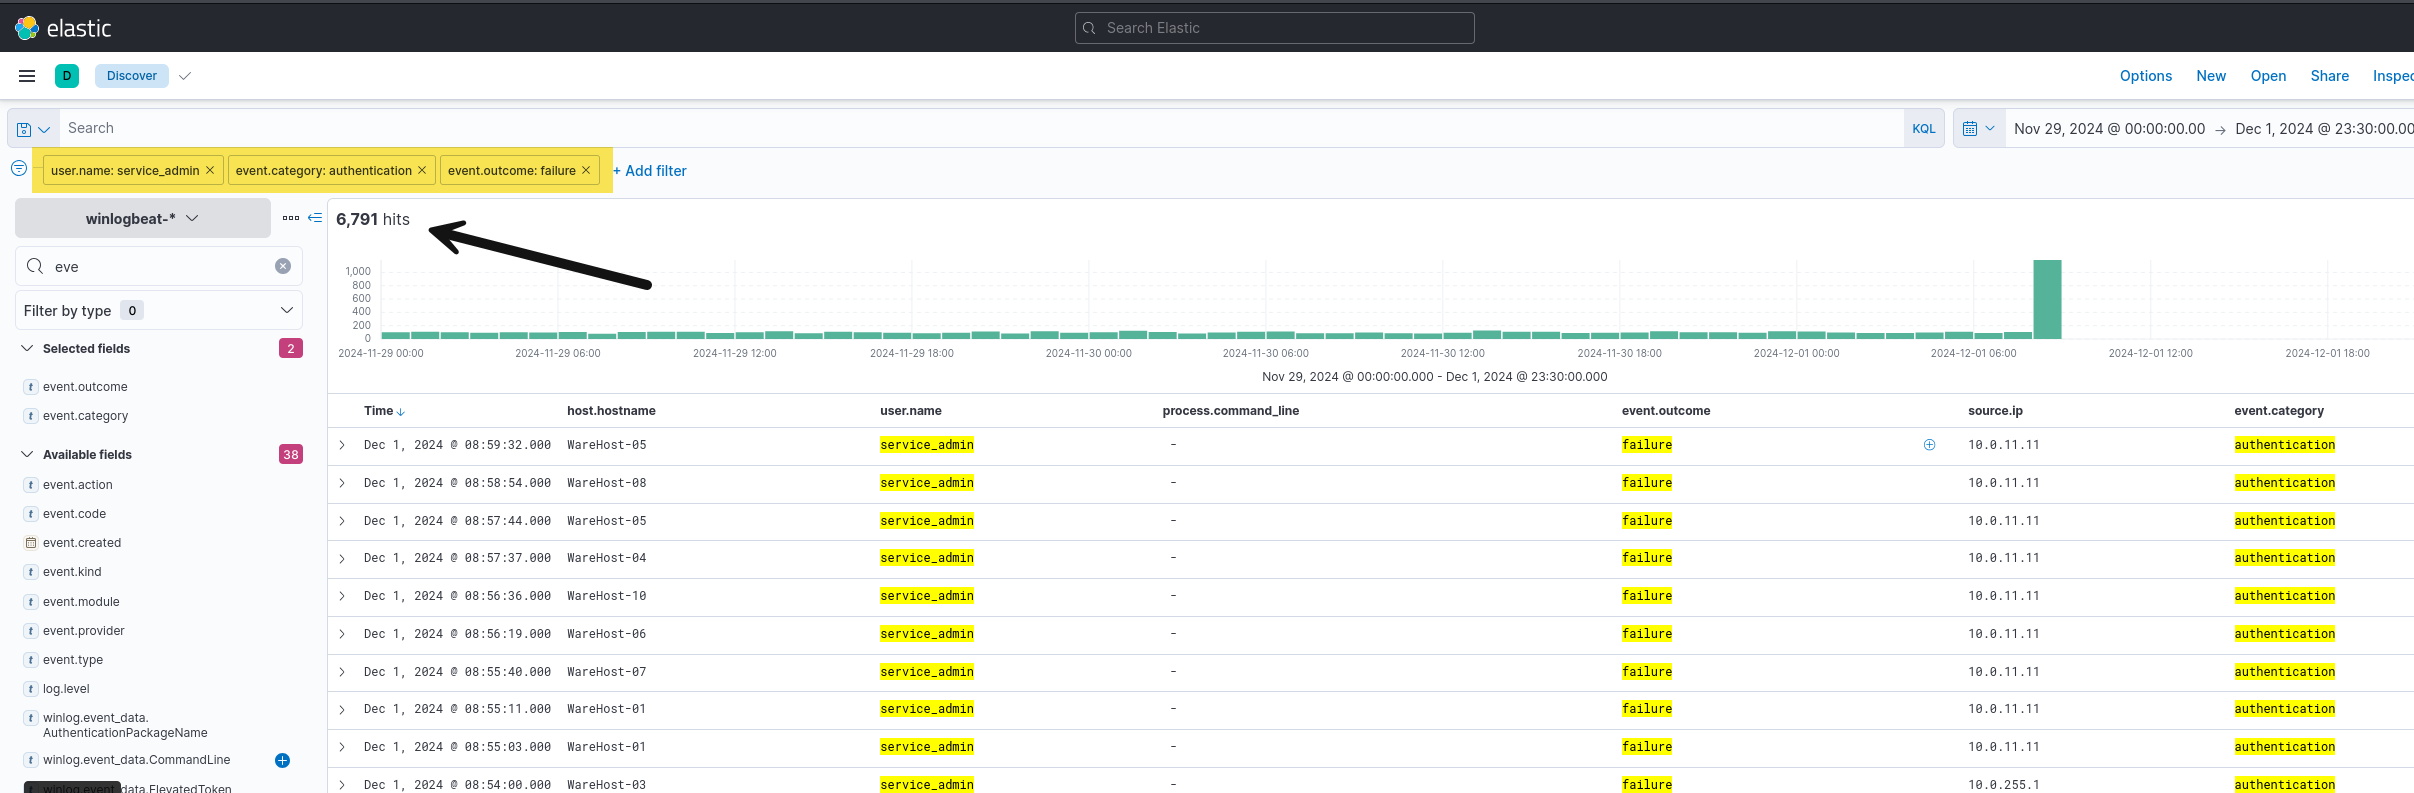 elastic
Search Elastic
D Discover Options New Open Share Inspec
Search KQL Nov 29, 2024 @ 00:00:00.00 → Dec 1, 2024 @ 23:30:00.00
user.name: service_admin × event.category: authentication × event.outcome: failure × + Add filter
winlogbeat-*
6,791 hits
eve
Filter by type 0
Selected fields 2
event.outcome
event.category
Available fields 38
event.action
event.code
event.created
event.kind
event.module
event.provider
event.type
log.level
winlog.event_data.
AuthenticationPackageName
winlog.event_data.CommandLine
winlog.event_data.ElevatedToken
1,000
800
600
400
200
0
2024-11-29 00:00 2024-11-29 06:00 2024-11-29 12:00 2024-11-29 18:00 2024-11-30 00:00 2024-11-30 06:00 2024-11-30 12:00 2024-11-30 18:00 2024-12-01 00:00 2024-12-01 06:00 2024-12-01 12:00 2024-12-01 18:00
Nov 29, 2024 @ 00:00:00.000 - Dec 1, 2024 @ 23:30:00.000
Time ↓ host.hostname user.name process.command_line event.outcome source.ip event.category
Dec 1, 2024 @ 08:59:32.000 WareHost-05 service_admin - failure 10.0.11.11 authentication
Dec 1, 2024 @ 08:58:54.000 WareHost-08 service_admin - failure 10.0.11.11 authentication
Dec 1, 2024 @ 08:57:44.000 WareHost-05 service_admin - failure 10.0.11.11 authentication
Dec 1, 2024 @ 08:57:37.000 WareHost-04 service_admin - failure 10.0.11.11 authentication
Dec 1, 2024 @ 08:56:36.000 WareHost-10 service_admin - failure 10.0.11.11 authentication
Dec 1, 2024 @ 08:56:19.000 WareHost-06 service_admin - failure 10.0.11.11 authentication
Dec 1, 2024 @ 08:55:40.000 WareHost-07 service_admin - failure 10.0.11.11 authentication
Dec 1, 2024 @ 08:55:11.000 WareHost-01 service_admin - failure 10.0.11.11 authentication
Dec 1, 2024 @ 08:55:03.000 WareHost-01 service_admin - failure 10.0.11.11 authentication
Dec 1, 2024 @ 08:54:00.000 WareHost-03 service_admin - failure 10.0.255.1 authentication